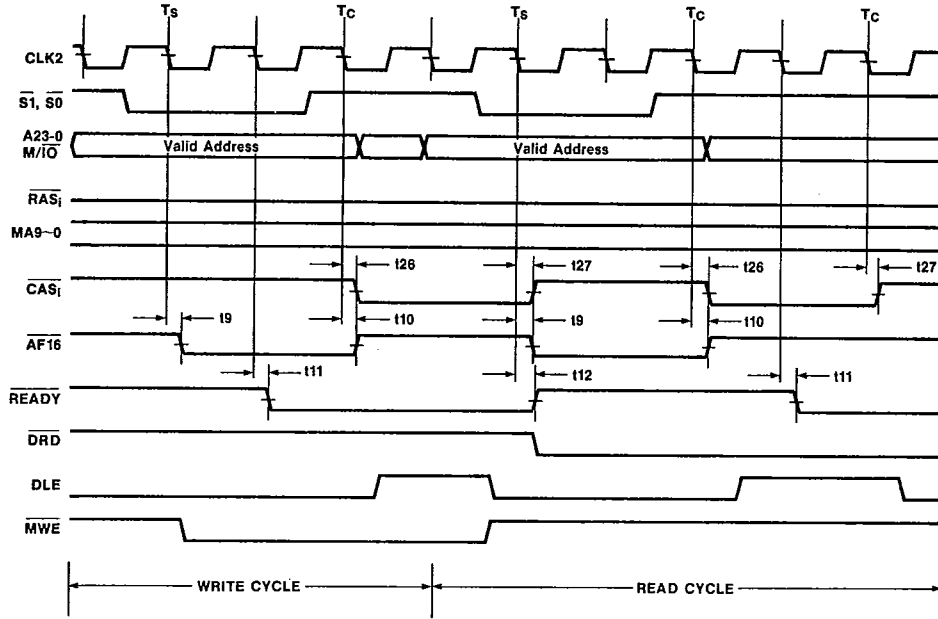 TS TC TS TC TC
CLK2
S1, S0
A23-0
M/IO
Valid Address Valid Address
RASi
MA9~0
t26 t27 t26 t27
CASi
t9 t10 t9 t10
AF16
t11 t12 t11
READY
DRD
DLE
MWE
WRITE CYCLE READ CYCLE